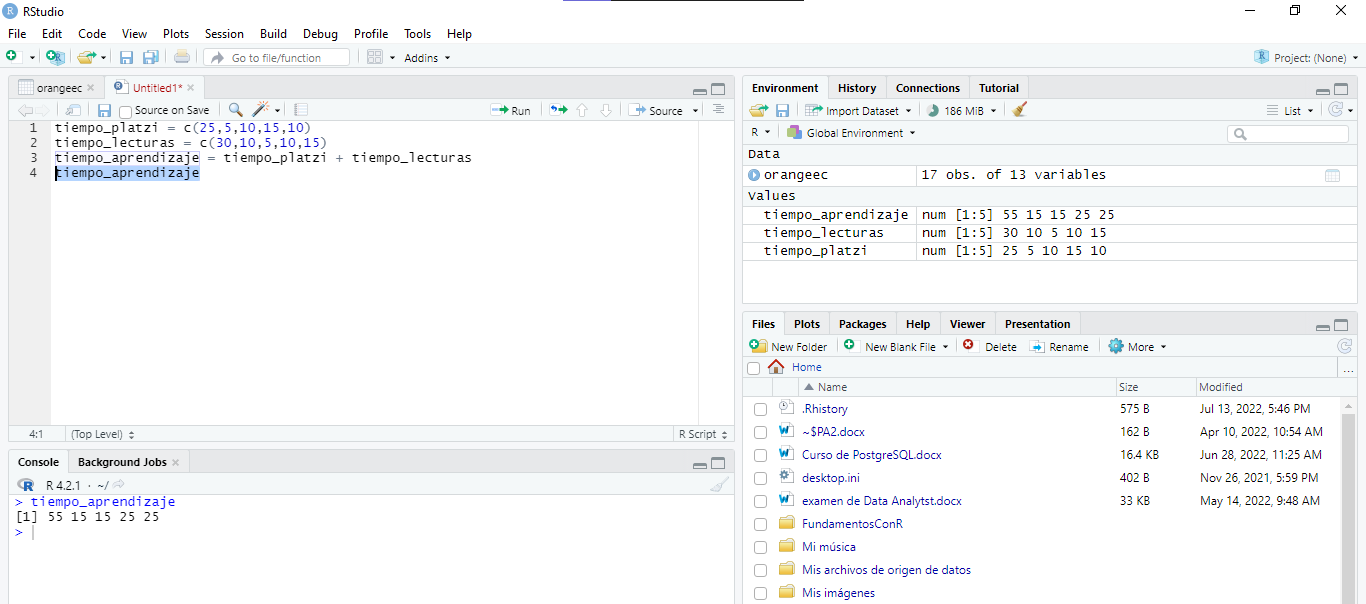 RStudio
File Edit Code View Plots Session Build Debug Profile Tools Help
Go to file/function Addins Project: (None)
orangeec Untitled1*
Source on Save Run Source
1 tiempo_platzi = c(25,5,10,15,10)
2 tiempo_lecturas = c(30,10,5,10,15)
3 tiempo_aprendizaje = tiempo_platzi + tiempo_lecturas
4 tiempo_aprendizaje
4:1 (Top Level) R Script
Console Background Jobs
R R 4.2.1 · ~/
> tiempo_aprendizaje
[1] 55 15 15 25 25
>
Environment History Connections Tutorial
Import Dataset 186 MiB List
R Global Environment
Data
orangeec 17 obs. of 13 variables
Values
tiempo_aprendizaje num [1:5] 55 15 15 25 25
tiempo_lecturas num [1:5] 30 10 5 10 15
tiempo_platzi num [1:5] 25 5 10 15 10
Files Plots Packages Help Viewer Presentation
New Folder New Blank File Delete Rename More
Home ...
Name Size Modified
.Rhistory 575 B Jul 13, 2022, 5:46 PM
~$PA2.docx 162 B Apr 10, 2022, 10:54 AM
Curso de PostgreSQL.docx 16.4 KB Jun 28, 2022, 11:25 AM
desktop.ini 402 B Nov 26, 2021, 5:59 PM
examen de Data Analytst.docx 33 KB May 14, 2022, 9:48 AM
FundamentosConR
Mi música
Mis archivos de origen de datos
Mis imágenes